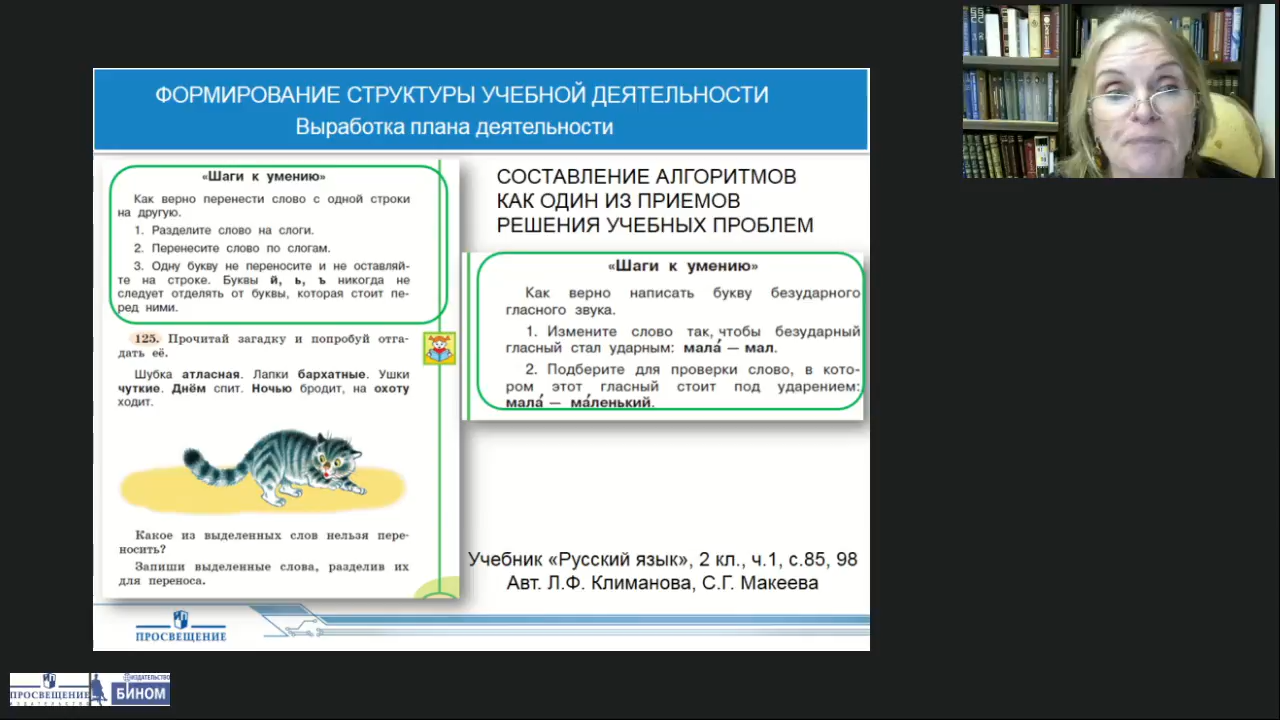 ФОРМИРОВАНИЕ СТРУКТУРЫ УЧЕБНОЙ ДЕЯТЕЛЬНОСТИ
Выработка плана деятельности
«Шаги к умению»
Как верно перенести слово с одной строки
на другую.
1. Разделите слово на слоги.
2. Перенесите слово по слогам.
3. Одну букву не переносите и не оставляй-
те на строке. Буквы й, ь, ъ никогда не
следует отделять от буквы, которая стоит пе-
ред ними.
125. Прочитай загадку и попробуй отга-
дать её.
Шубка атласная. Лапки бархатные. Ушки
чуткие. Днём спит. Ночью бродит, на охоту
ходит.
Какое из выделенных слов нельзя пере-
носить?
Запиши выделенные слова, разделив их
для переноса.
СОСТАВЛЕНИЕ АЛГОРИТМОВ
КАК ОДИН ИЗ ПРИЕМОВ
РЕШЕНИЯ УЧЕБНЫХ ПРОБЛЕМ
«Шаги к умению»
Как верно написать букву безударного
гласного звука.
1. Измените слово так, чтобы безударный
гласный стал ударным: мала́ — мал.
2. Подберите для проверки слово, в кото-
ром этот гласный стоит под ударением:
мала́ — ма́ленький.
Учебник «Русский язык», 2 кл., ч.1, с.85, 98
Авт. Л.Ф. Климанова, С.Г. Макеева
ПРОСВЕЩЕНИЕ
ПРОСВЕЩЕНИЕ
ИЗДАТЕЛЬСТВО
ИЗДАТЕЛЬСТВО
БИНОМ